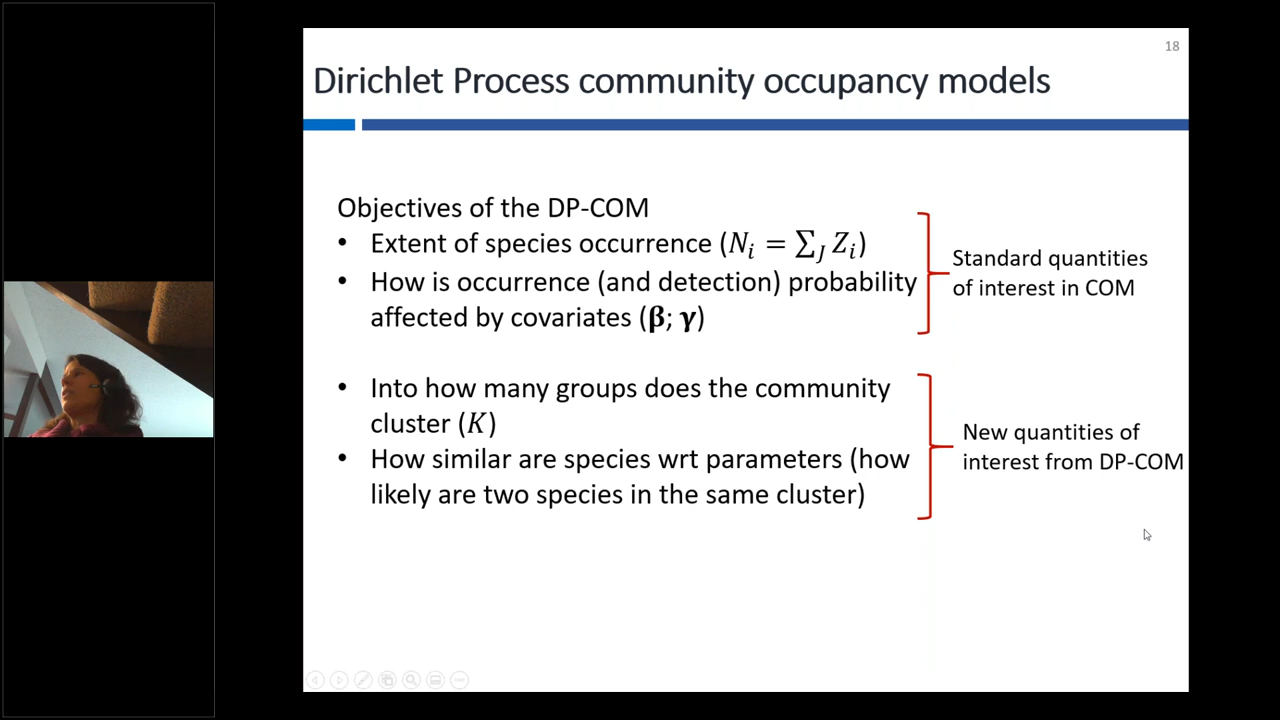 18
Dirichlet Process community occupancy models
Objectives of the DP-COM
• Extent of species occurrence (𝑁ᵢ = ∑_J 𝑍ᵢ)
• How is occurrence (and detection) probability
affected by covariates (𝛃; 𝛄)
Standard quantities
of interest in COM
• Into how many groups does the community
cluster (𝐾)
• How similar are species wrt parameters (how
likely are two species in the same cluster)
New quantities of
interest from DP-COM